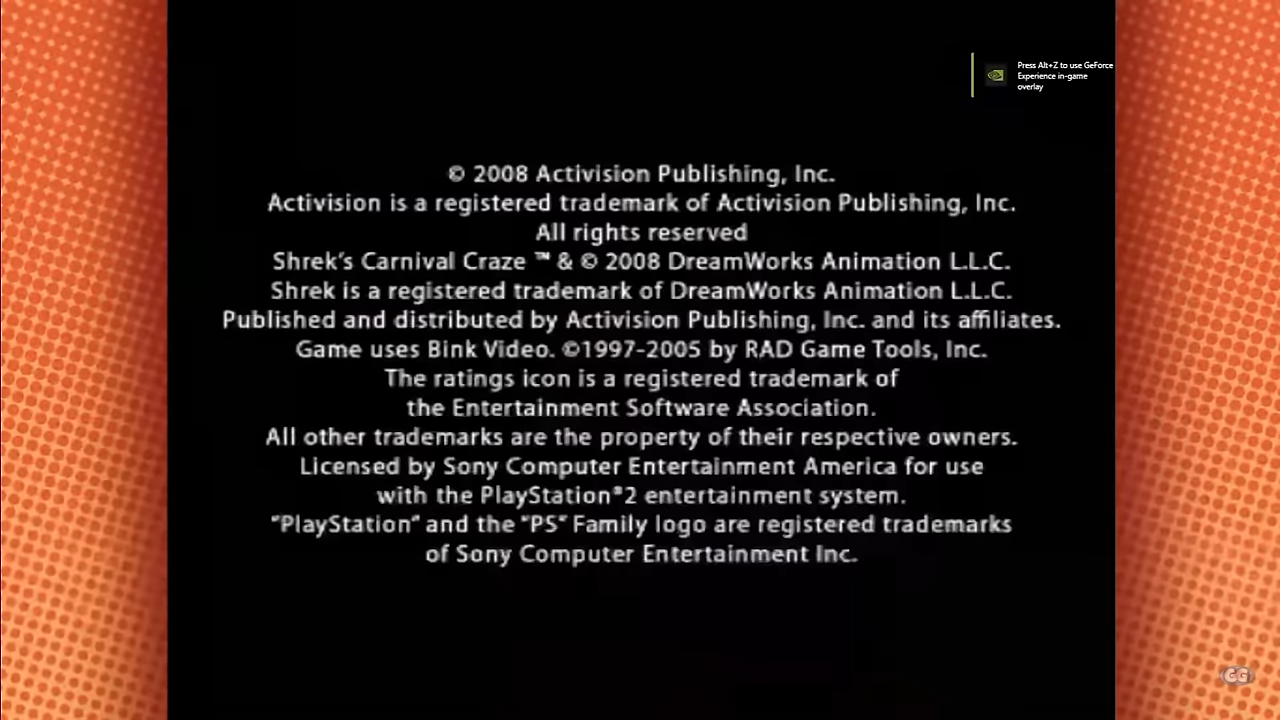 Press Alt+Z to use GeForce
Experience in-game
overlay
© 2008 Activision Publishing, Inc.
Activision is a registered trademark of Activision Publishing, Inc.
All rights reserved
Shrek's Carnival Craze ™ & © 2008 DreamWorks Animation L.L.C.
Shrek is a registered trademark of DreamWorks Animation L.L.C.
Published and distributed by Activision Publishing, Inc. and its affiliates.
Game uses Bink Video. ©1997-2005 by RAD Game Tools, Inc.
The ratings icon is a registered trademark of
the Entertainment Software Association.
All other trademarks are the property of their respective owners.
Licensed by Sony Computer Entertainment America for use
with the PlayStation®2 entertainment system.
"PlayStation" and the "PS" Family logo are registered trademarks
of Sony Computer Entertainment Inc.
GG